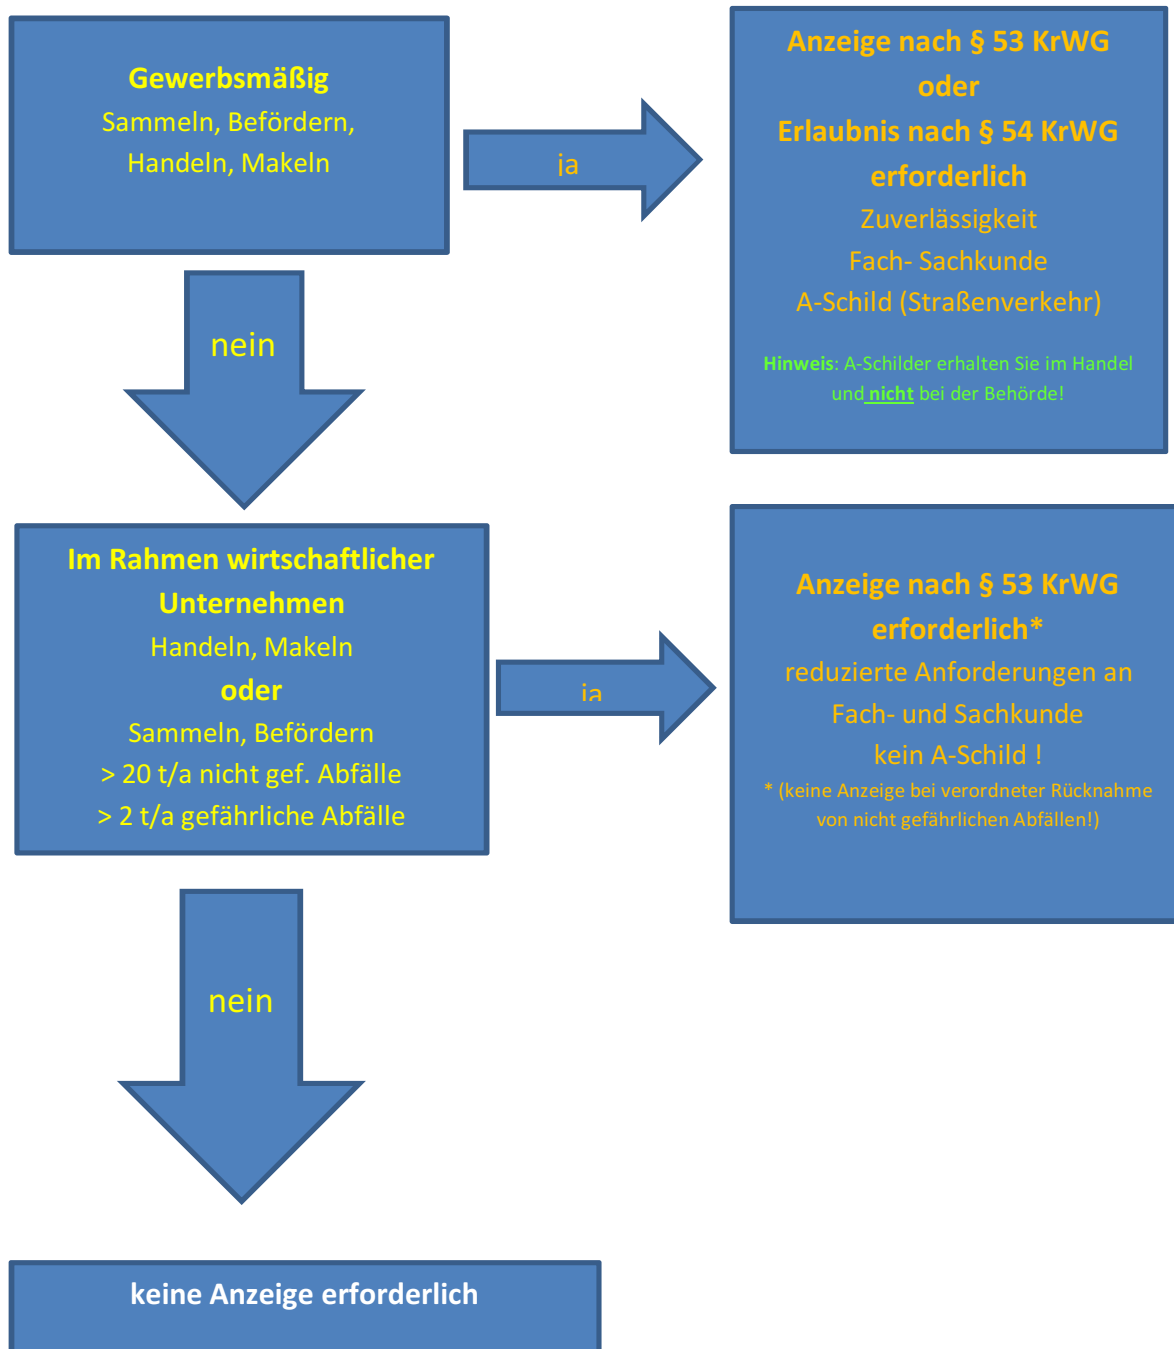 Gewerbsmäßig
Sammeln, Befördern,
Handeln, Makeln
ja
Anzeige nach § 53 KrWG
oder
Erlaubnis nach § 54 KrWG
erforderlich
Zuverlässigkeit
Fach- Sachkunde
A-Schild (Straßenverkehr)
Hinweis: A-Schilder erhalten Sie im Handel
und nicht bei der Behörde!
nein
Im Rahmen wirtschaftlicher
Unternehmen
Handeln, Makeln
oder
Sammeln, Befördern
> 20 t/a nicht gef. Abfälle
> 2 t/a gefährliche Abfälle
ja
Anzeige nach § 53 KrWG
erforderlich*
reduzierte Anforderungen an
Fach- und Sachkunde
kein A-Schild !
* (keine Anzeige bei verordneter Rücknahme
von nicht gefährlichen Abfällen!)
nein
keine Anzeige erforderlich